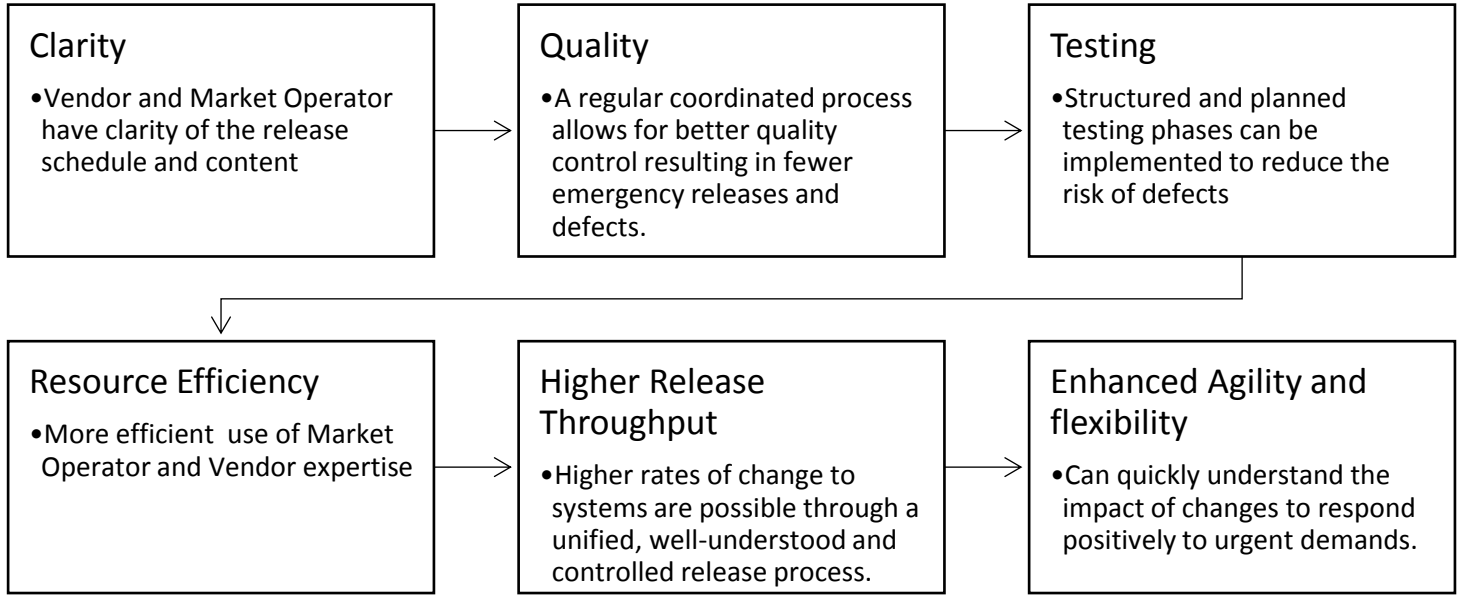 Clarity
•Vendor and Market Operator
have clarity of the release
schedule and content
Quality
•A regular coordinated process
allows for better quality
control resulting in fewer
emergency releases and
defects.
Testing
•Structured and planned
testing phases can be
implemented to reduce the
risk of defects
Resource Efficiency
•More efficient  use of Market
Operator and Vendor expertise
Higher Release
Throughput
•Higher rates of change to
systems are possible through a
unified, well-understood and
controlled release process.
Enhanced Agility and
flexibility
•Can quickly understand the
impact of changes to respond
positively to urgent demands.